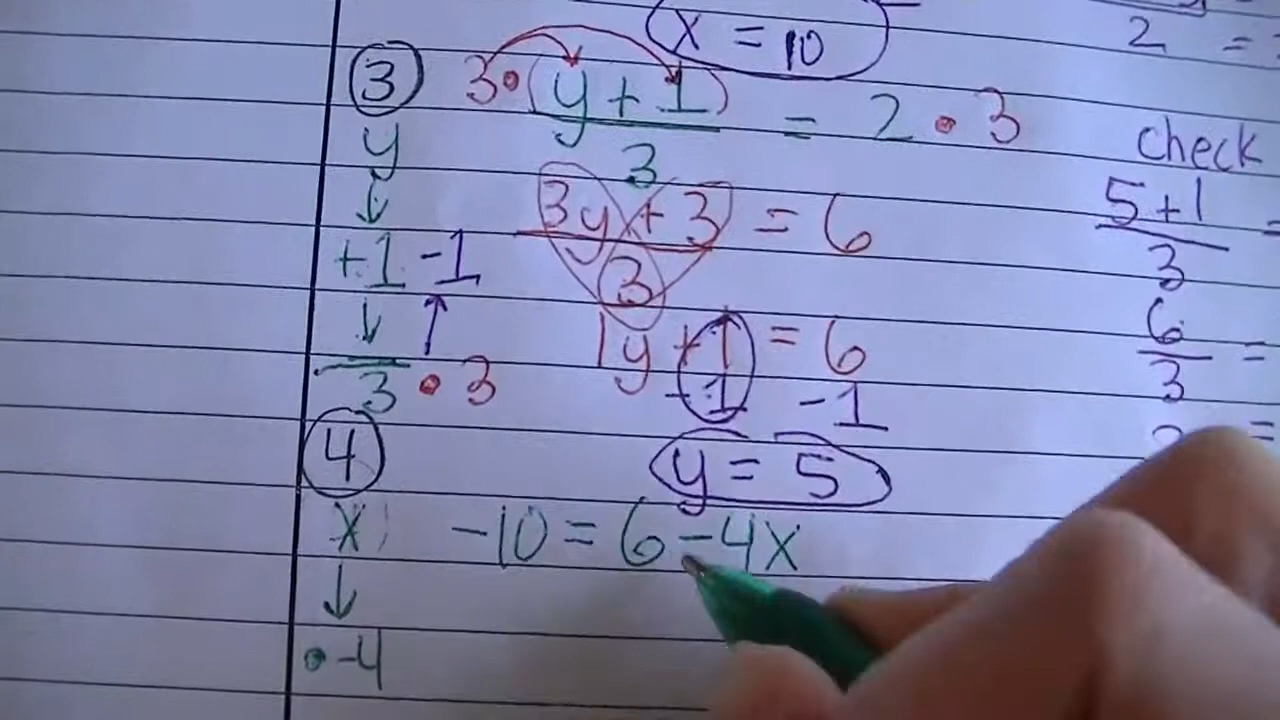 x = 10
2 =
③ 3•(y + 1) = 2 • 3
3
y
↓
+1 -1
↓ ↑
3 • 3
3y + 3 = 6
3
1y + 1 = 6
-1 -1
y = 5
check
5+1 =
3
6 =
3
=
④
x -10 = 6-4x
↓
• -4